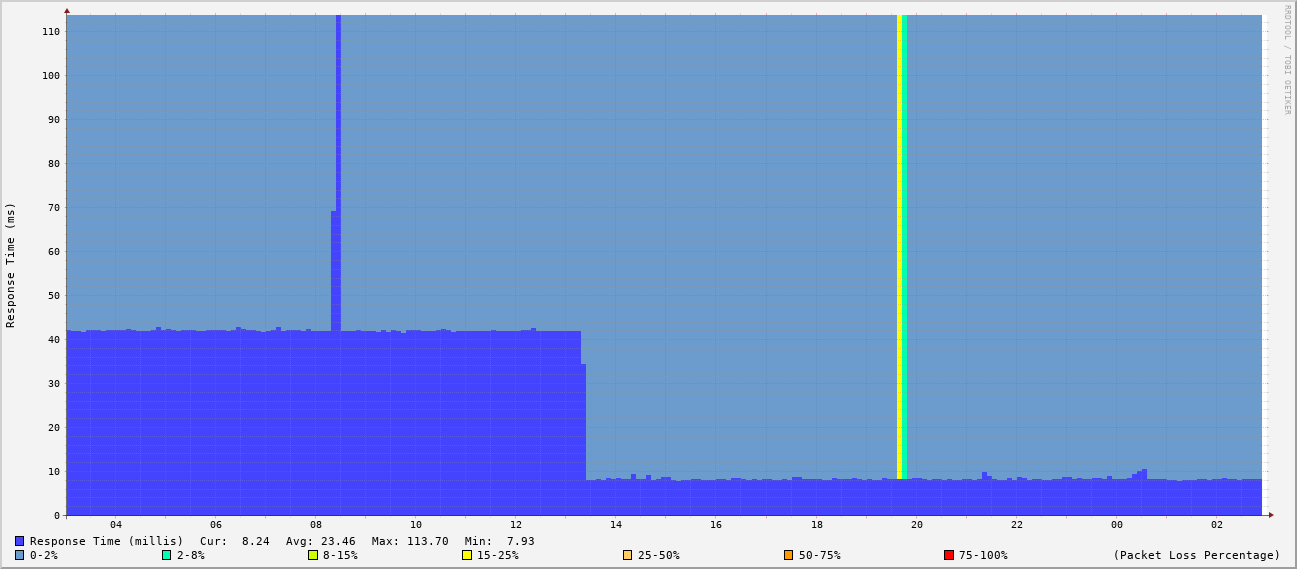 RRDTOOL / TOBI OETIKER
Response Time (ms)
110
100
90
80
70
60
50
40
30
20
10
0
04 06 08 10 12 14 16 18 20 22 00 02
Response Time (millis) Cur: 8.24 Avg: 23.46 Max: 113.70 Min: 7.93
0-2% 2-8% 8-15% 15-25% 25-50% 50-75% 75-100% (Packet Loss Percentage)